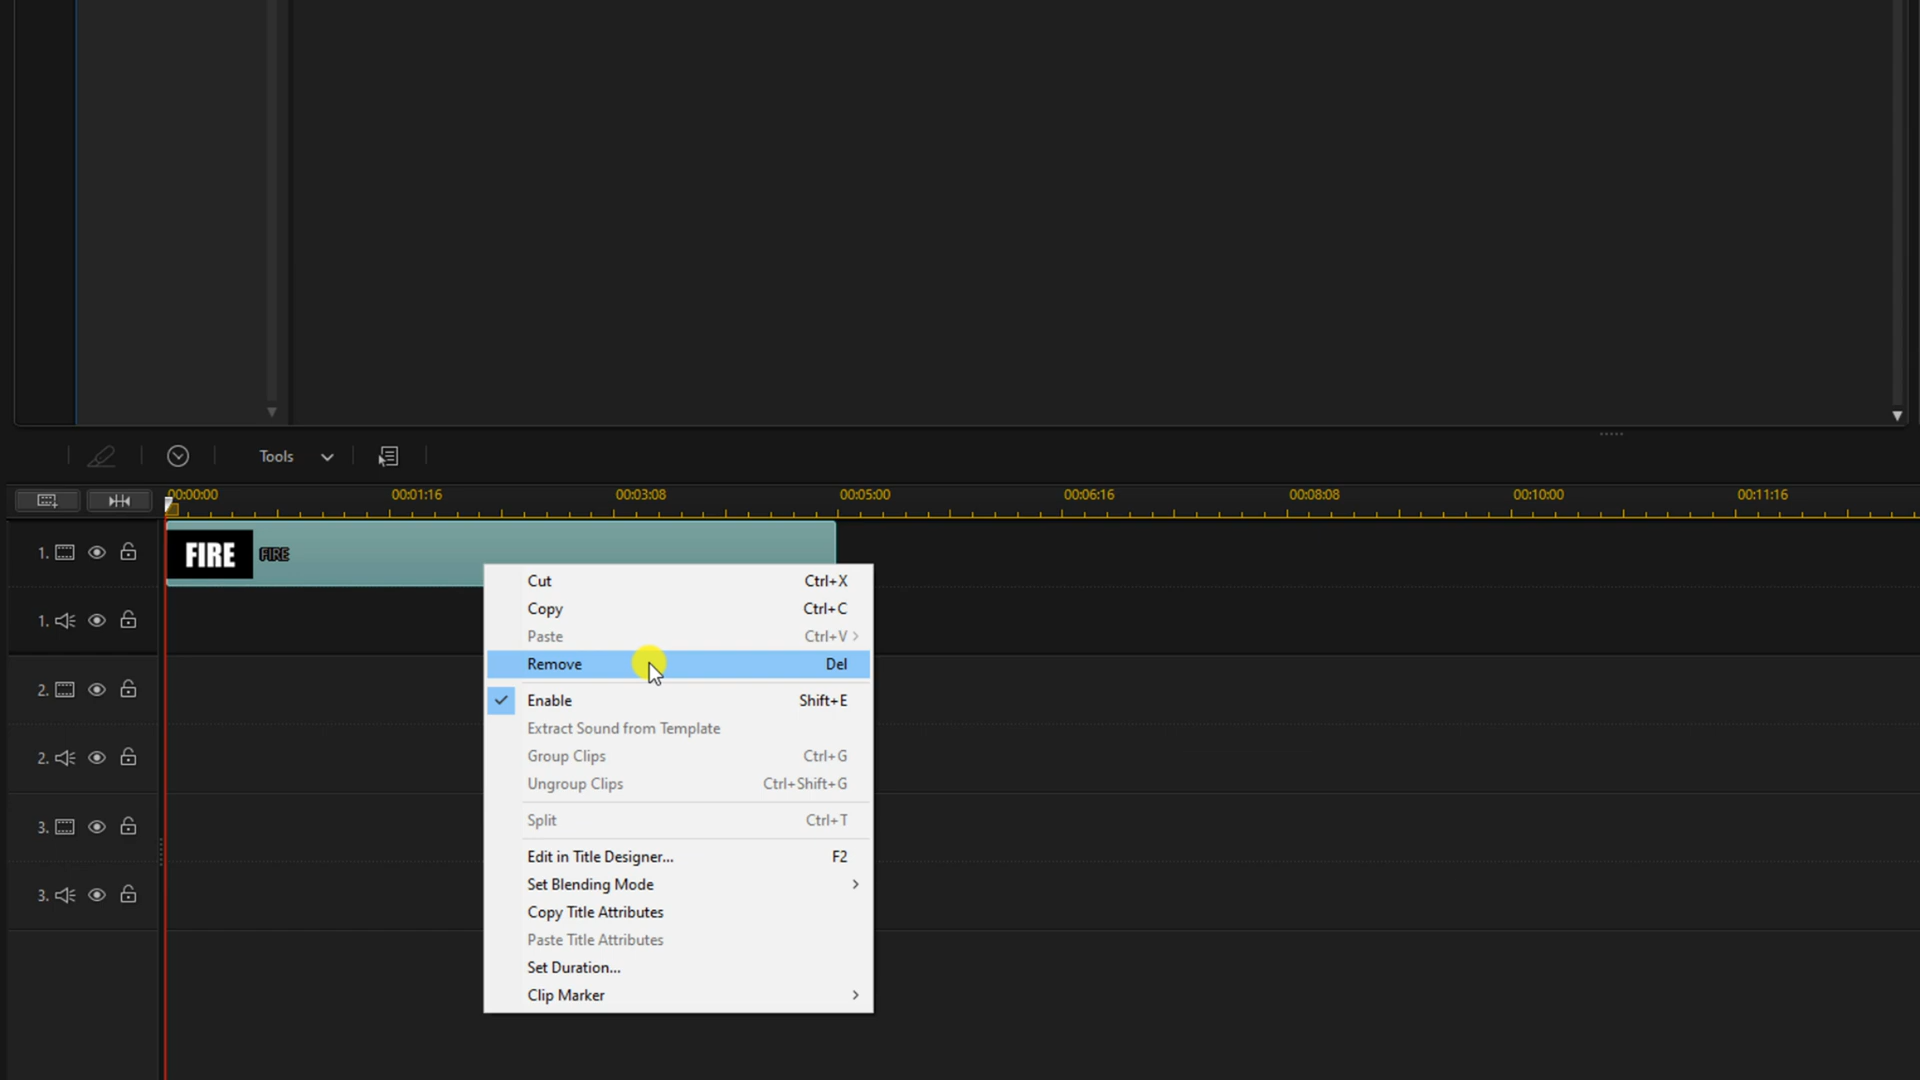 Tools
00:00:00 00:01:16 00:03:08 00:05:00 00:06:16 00:08:08 00:10:00 00:11:16
1. FIRE FIRE
Cut Ctrl+X
Copy Ctrl+C
1.
Paste Ctrl+V
Remove Del
2.
Enable Shift+E
Extract Sound from Template
Group Clips Ctrl+G
2.
Ungroup Clips Ctrl+Shift+G
Split Ctrl+T
3.
Edit in Title Designer... F2
Set Blending Mode
3.
Copy Title Attributes
Paste Title Attributes
Set Duration...
Clip Marker